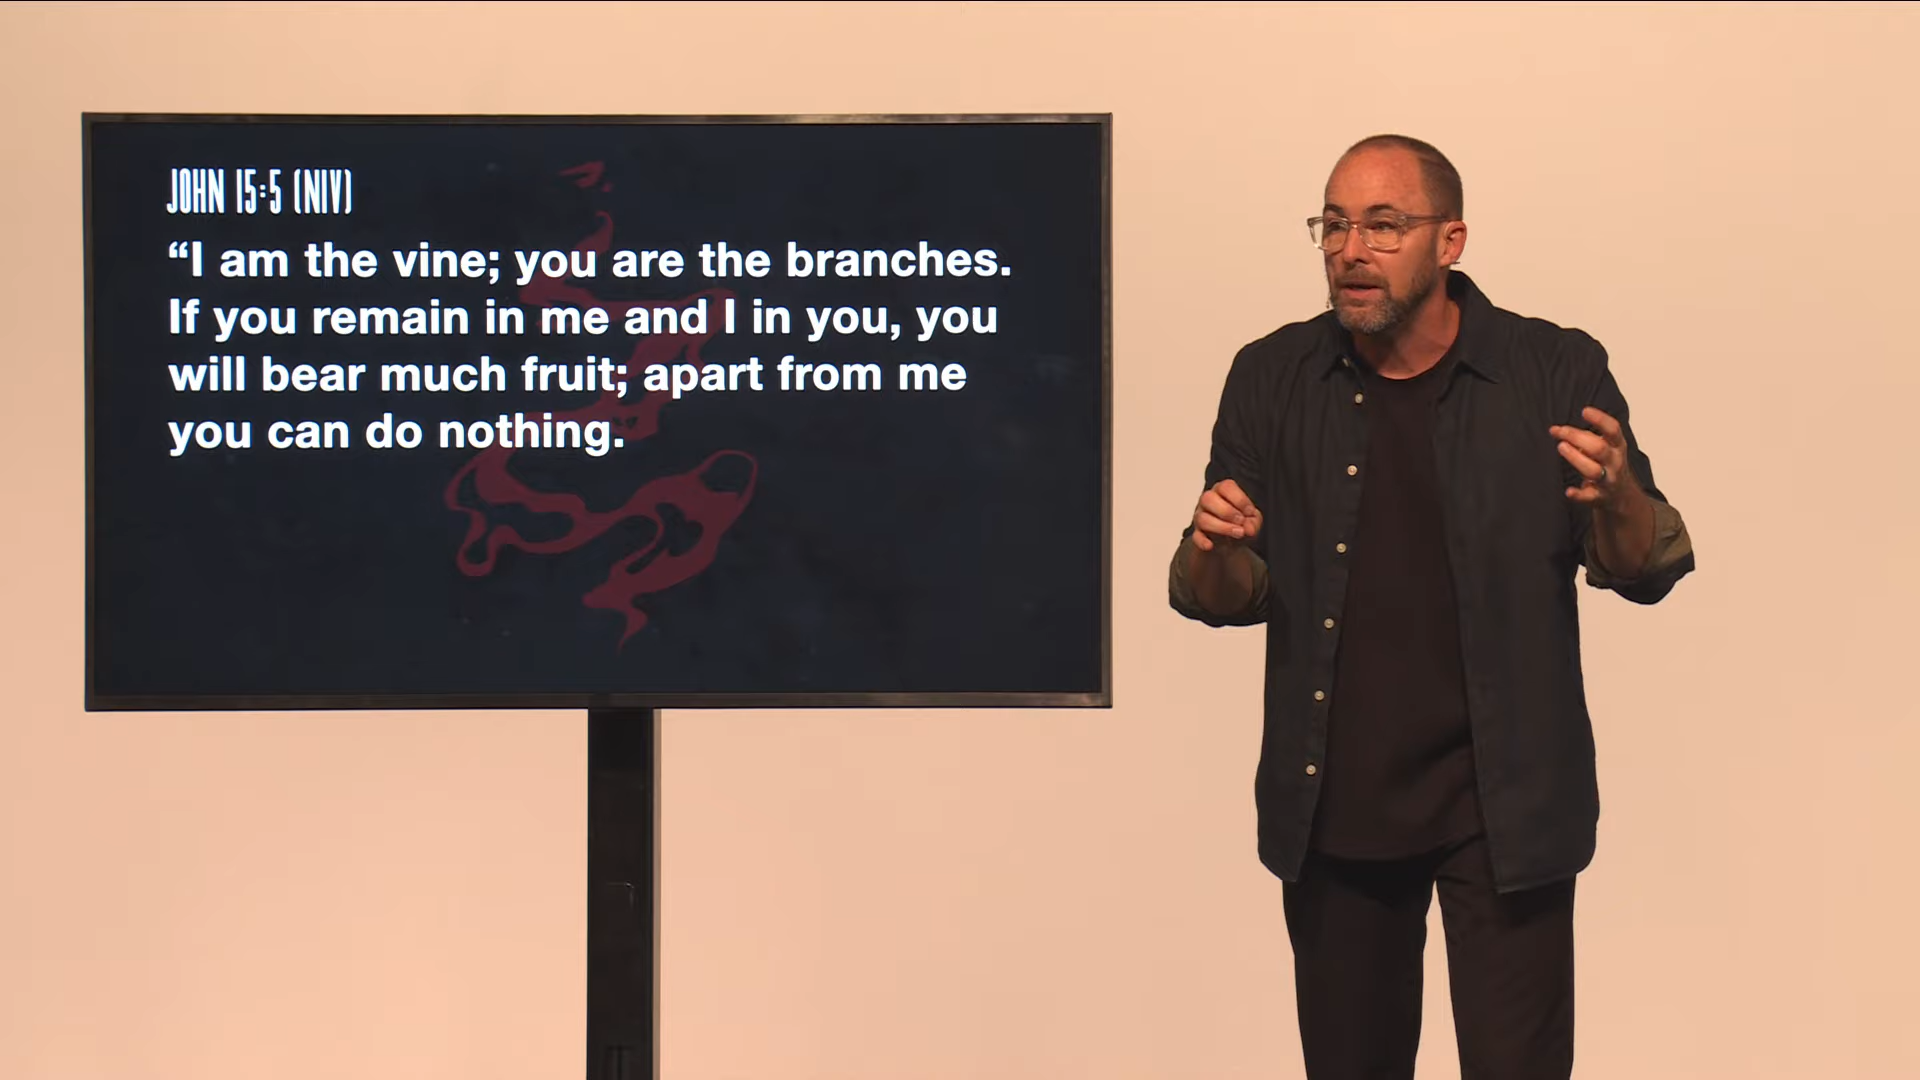 JOHN 15:5 (NIV)
“I am the vine; you are the branches.
If you remain in me and I in you, you
will bear much fruit; apart from me
you can do nothing.